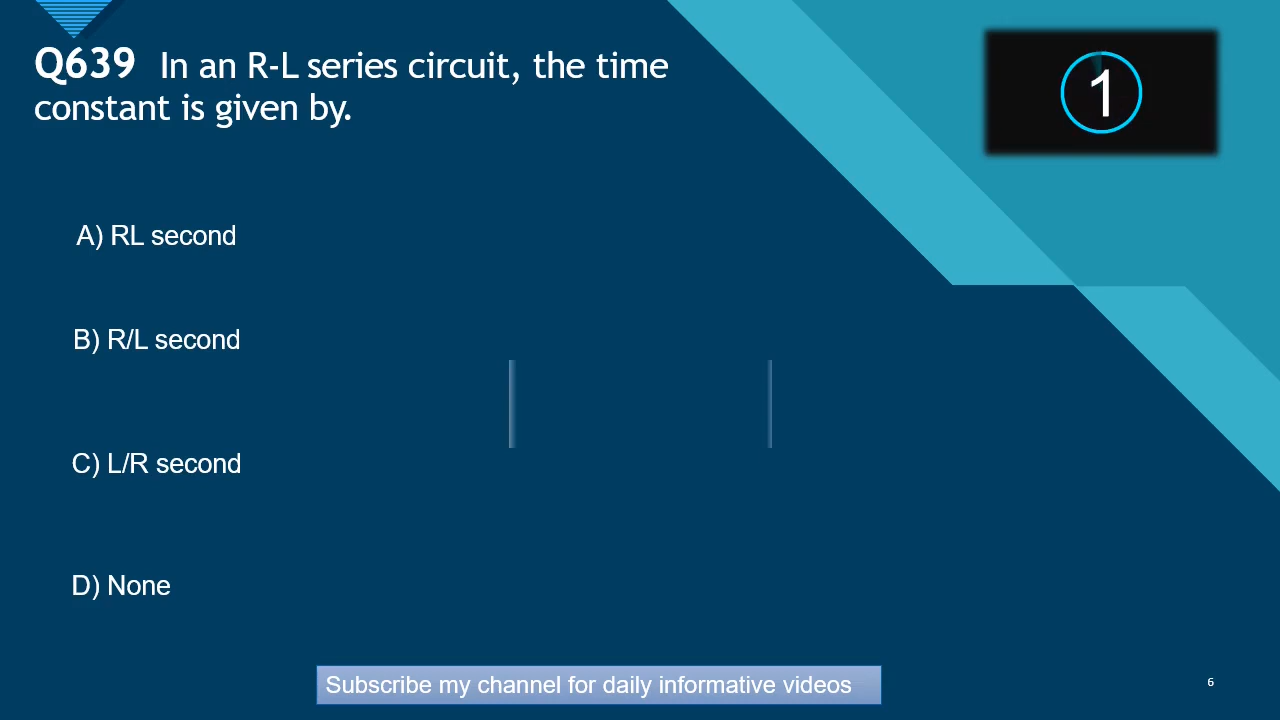 Q639 In an R-L series circuit, the time
constant is given by.
1
A) RL second
B) R/L second
C) L/R second
D) None
Subscribe my channel for daily informative videos
6